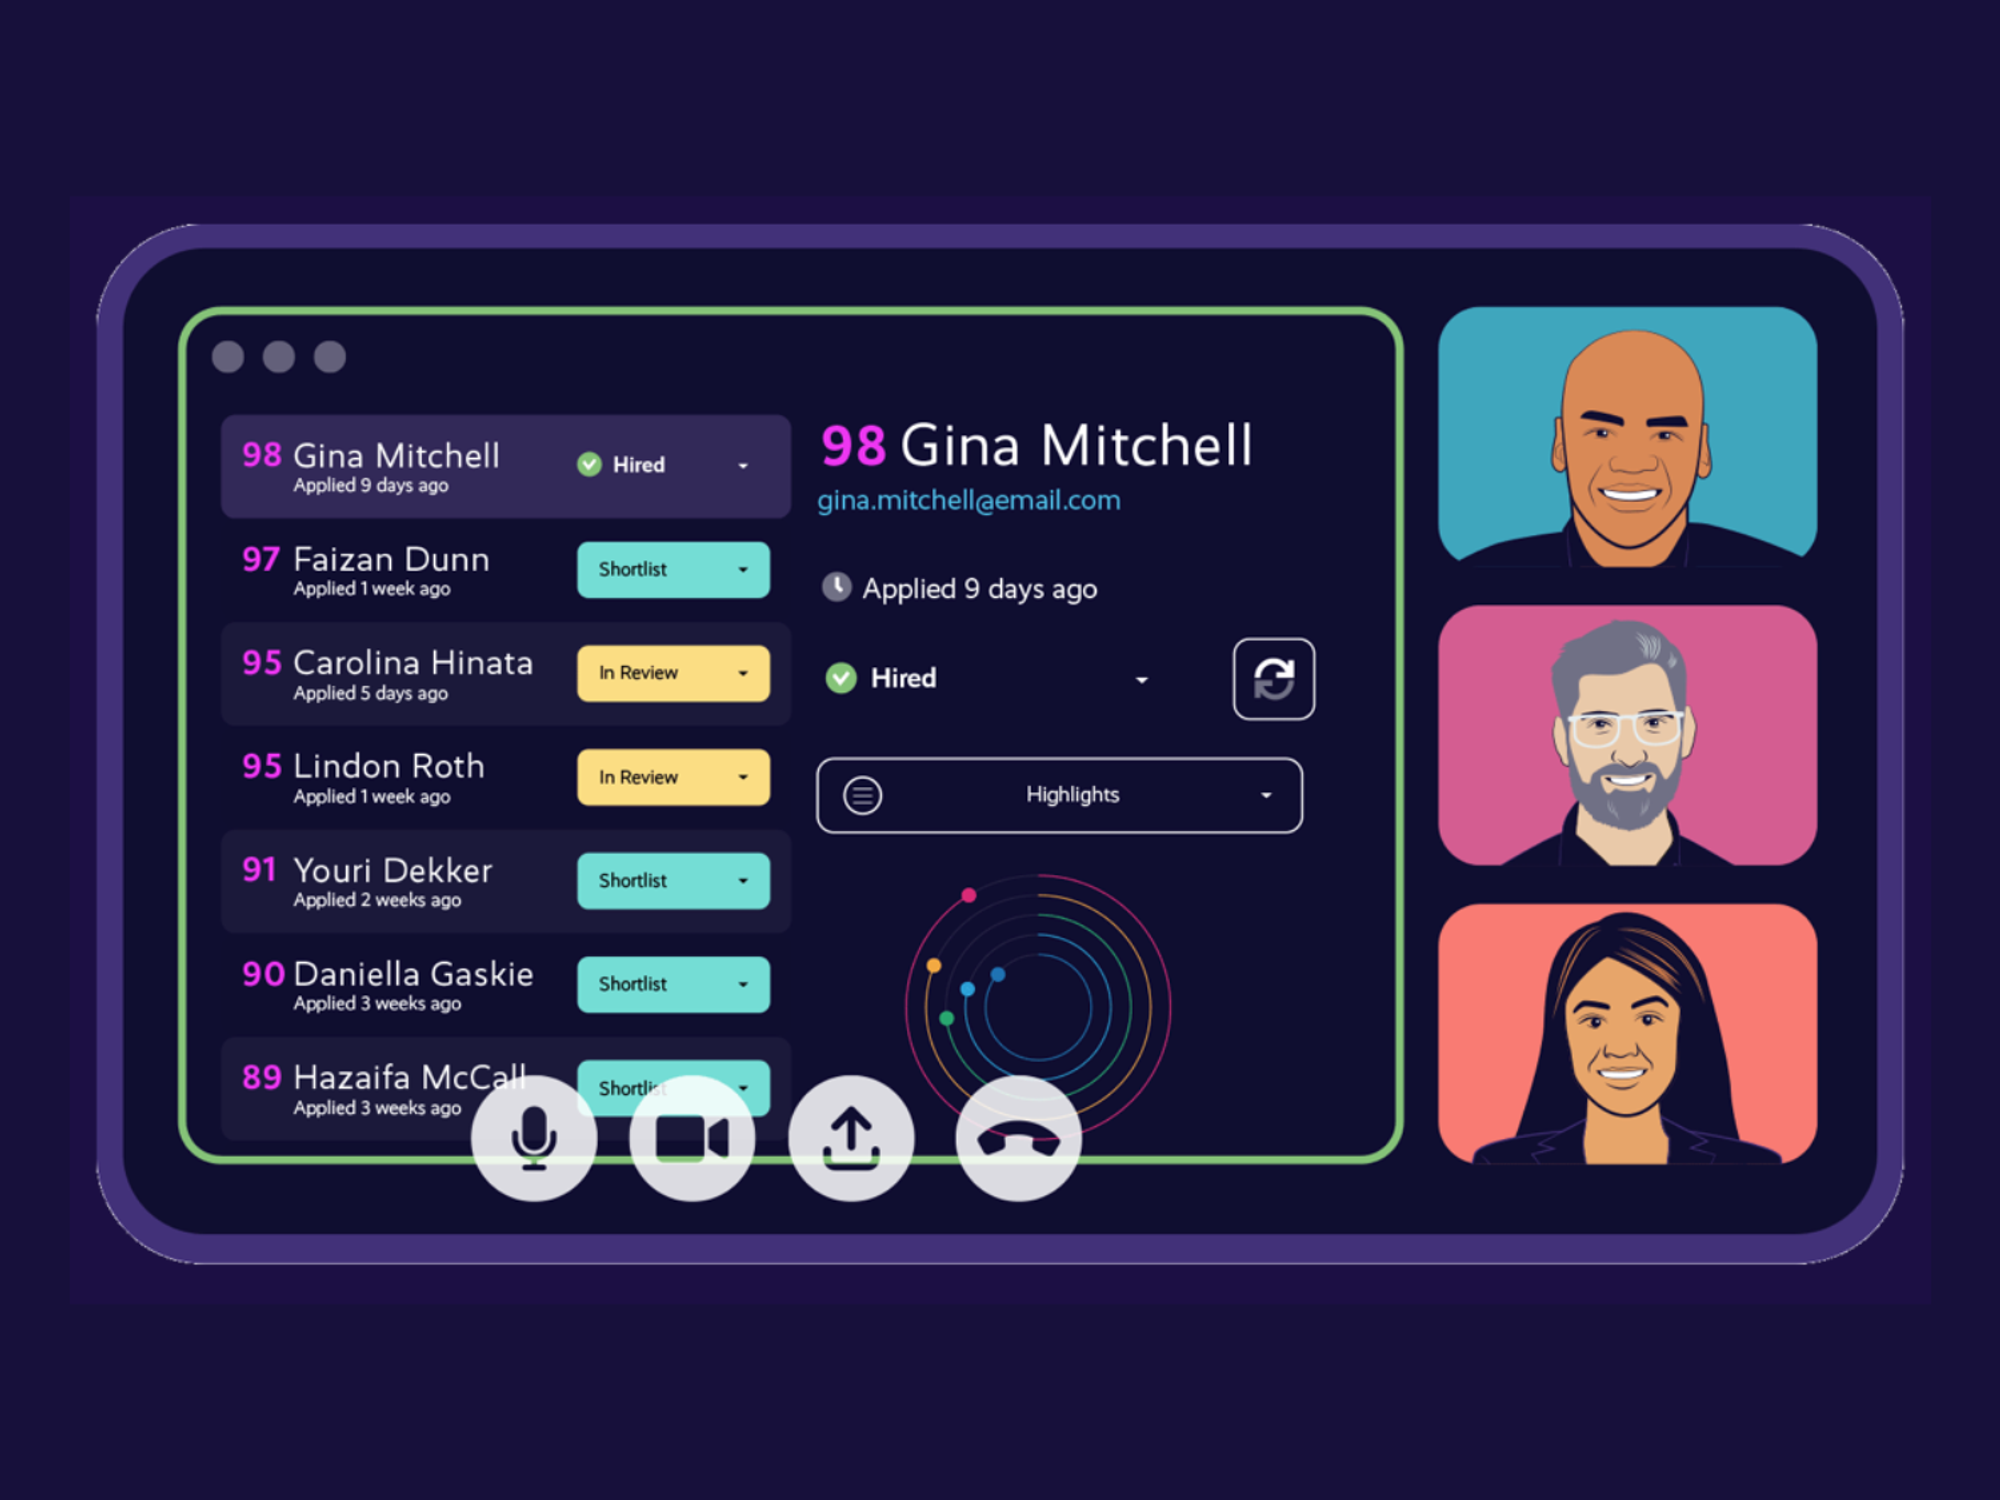 98 Gina Mitchell
Applied 9 days ago
Hired
97 Faizan Dunn
Applied 1 week ago
Shortlist
95 Carolina Hinata
Applied 5 days ago
In Review
95 Lindon Roth
Applied 1 week ago
In Review
91 Youri Dekker
Applied 2 weeks ago
Shortlist
90 Daniella Gaskie
Applied 3 weeks ago
Shortlist
89 Hazaifa McCall
Applied 3 weeks ago
Shortlist
98 Gina Mitchell
gina.mitchell@email.com
Applied 9 days ago
Hired
Highlights